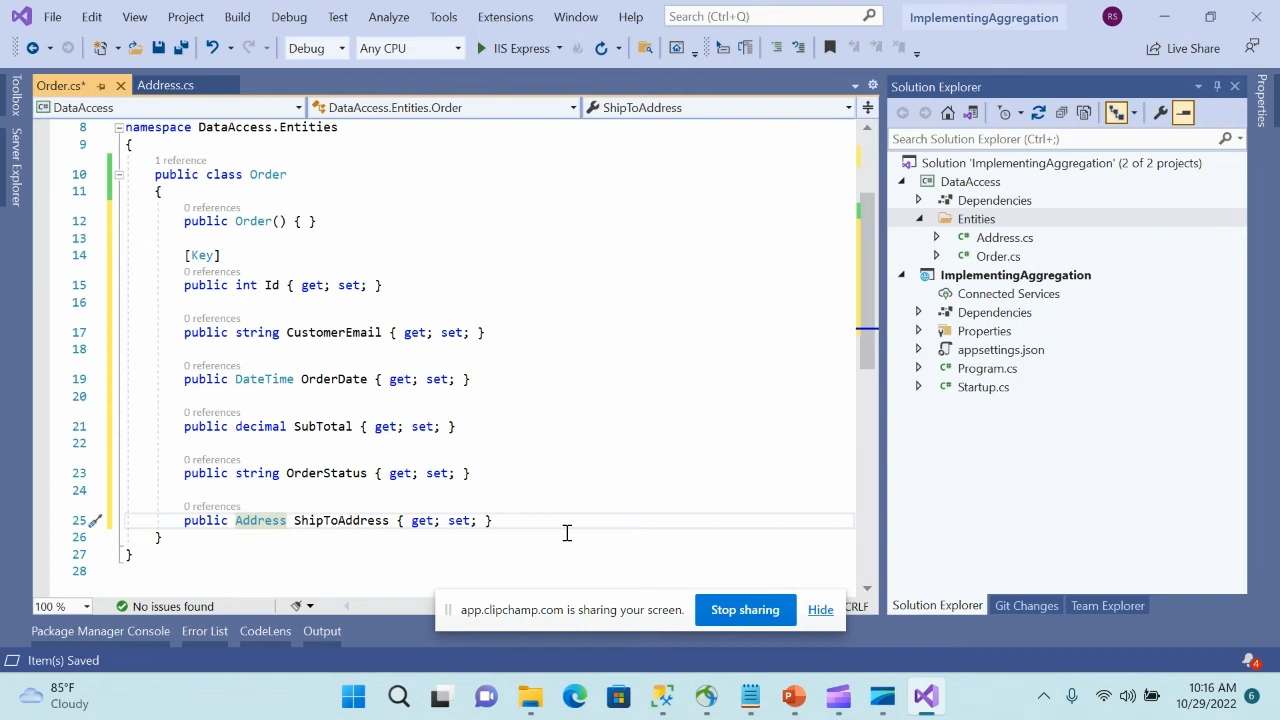 File Edit View Project Build Debug Test Analyze Tools Extensions Window Help Search (Ctrl+Q) ImplementingAggregation RS
Debug Any CPU IIS Express Live Share
Order.cs* Address.cs
DataAccess DataAccess.Entities.Order ShipToAddress
8 namespace DataAccess.Entities
9 {
1 reference
10 public class Order
11 {
0 references
12 public Order() { }
13
14 [Key]
0 references
15 public int Id { get; set; }
16
0 references
17 public string CustomerEmail { get; set; }
18
0 references
19 public DateTime OrderDate { get; set; }
20
0 references
21 public decimal SubTotal { get; set; }
22
0 references
23 public string OrderStatus { get; set; }
24
0 references
25 public Address ShipToAddress { get; set; }
26 }
27 }
28
100 % No issues found CRLF
app.clipchamp.com is sharing your screen. Stop sharing Hide
Toolbox
Server Explorer
Solution Explorer
Search Solution Explorer (Ctrl+;)
Solution 'ImplementingAggregation' (2 of 2 projects)
DataAccess
Dependencies
Entities
C# Address.cs
C# Order.cs
ImplementingAggregation
Connected Services
Dependencies
Properties
appsettings.json
C# Program.cs
C# Startup.cs
Solution Explorer Git Changes Team Explorer
Properties
Package Manager Console Error List CodeLens Output
Item(s) Saved 4
85°F
Cloudy
10:16 AM
10/29/2022
6